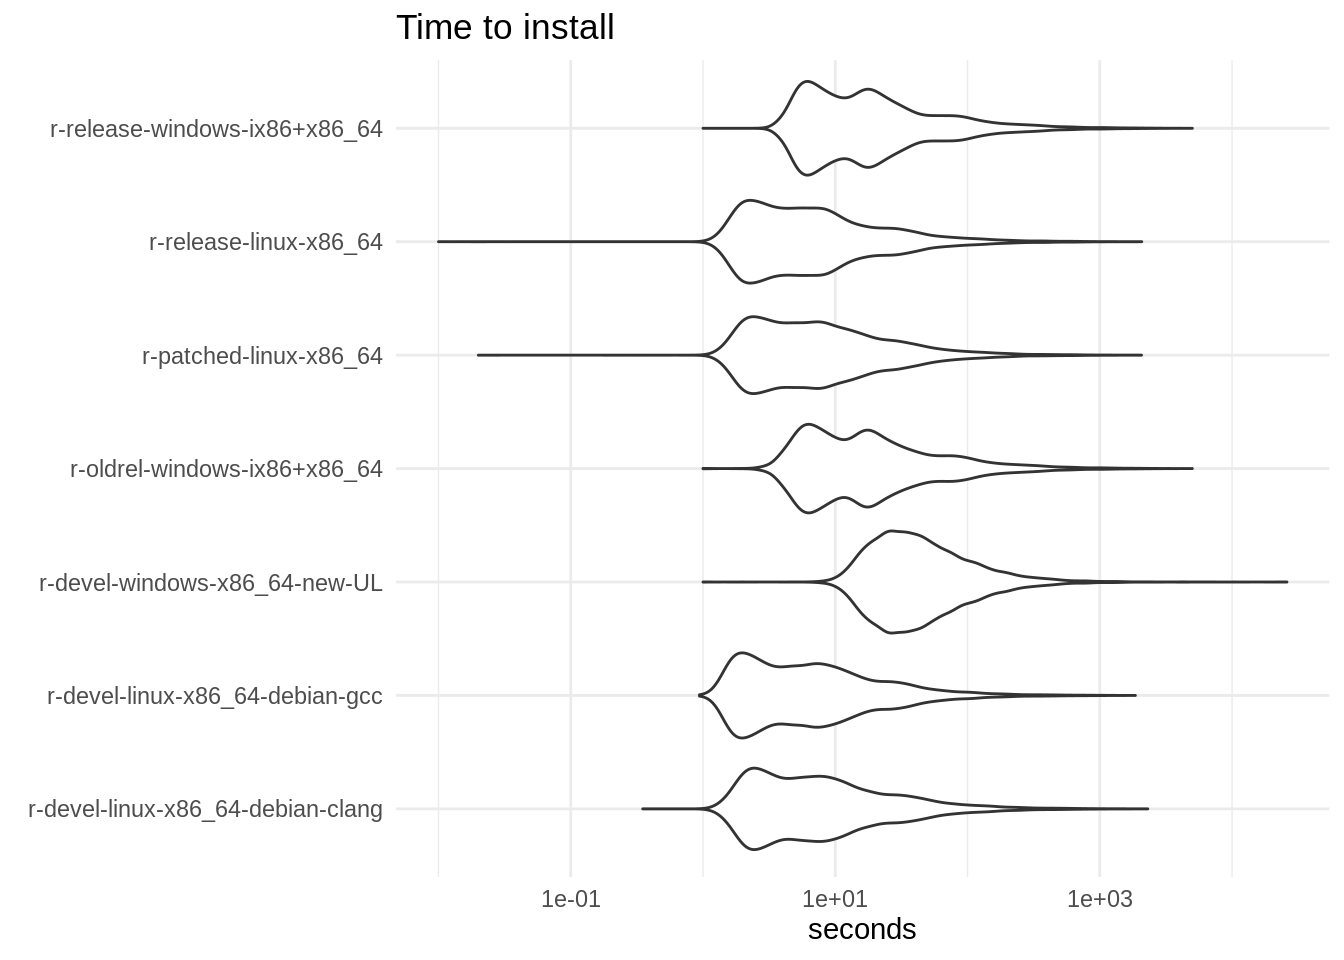 Time to install
r-release-windows-ix86+x86_64
r-release-linux-x86_64
r-patched-linux-x86_64
r-oldrel-windows-ix86+x86_64
r-devel-windows-x86_64-new-UL
r-devel-linux-x86_64-debian-gcc
r-devel-linux-x86_64-debian-clang
1e-01 1e+01 1e+03
seconds